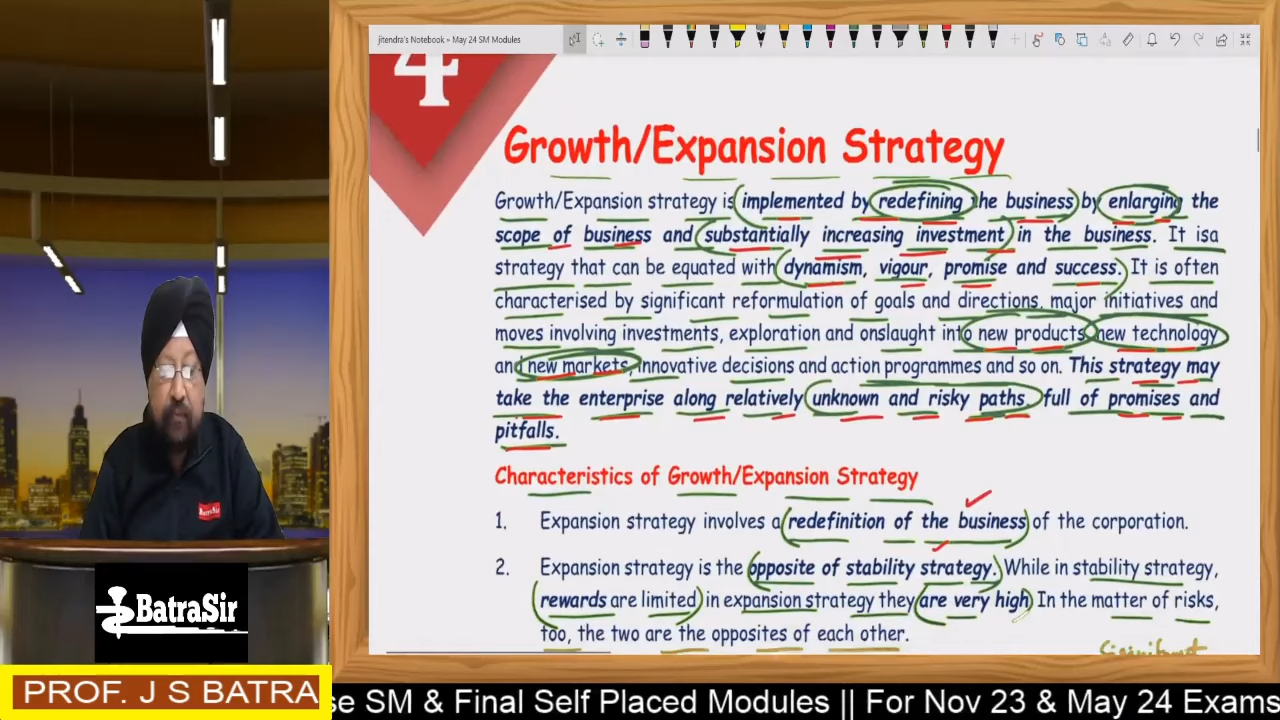 jitendra's Notebook » May 24 SM Modules
4
Growth/Expansion Strategy
Growth/Expansion strategy is implemented by redefining the business by enlarging the
scope of business and substantially increasing investment in the business. It isa
strategy that can be equated with dynamism, vigour, promise and success. It is often
characterised by significant reformulation of goals and directions, major initiatives and
moves involving investments, exploration and onslaught into new products, new technology
and new markets, innovative decisions and action programmes and so on. This strategy may
take the enterprise along relatively unknown and risky paths, full of promises and
pitfalls.
Characteristics of Growth/Expansion Strategy
1. Expansion strategy involves a redefinition of the business of the corporation.
2. Expansion strategy is the opposite of stability strategy. While in stability strategy,
rewards are limited, in expansion strategy they are very high. In the matter of risks,
too, the two are the opposites of each other.
BatraSir
BatraSir
PROF. J S BATRA
se SM & Final Self Placed Modules || For Nov 23 & May 24 Exams